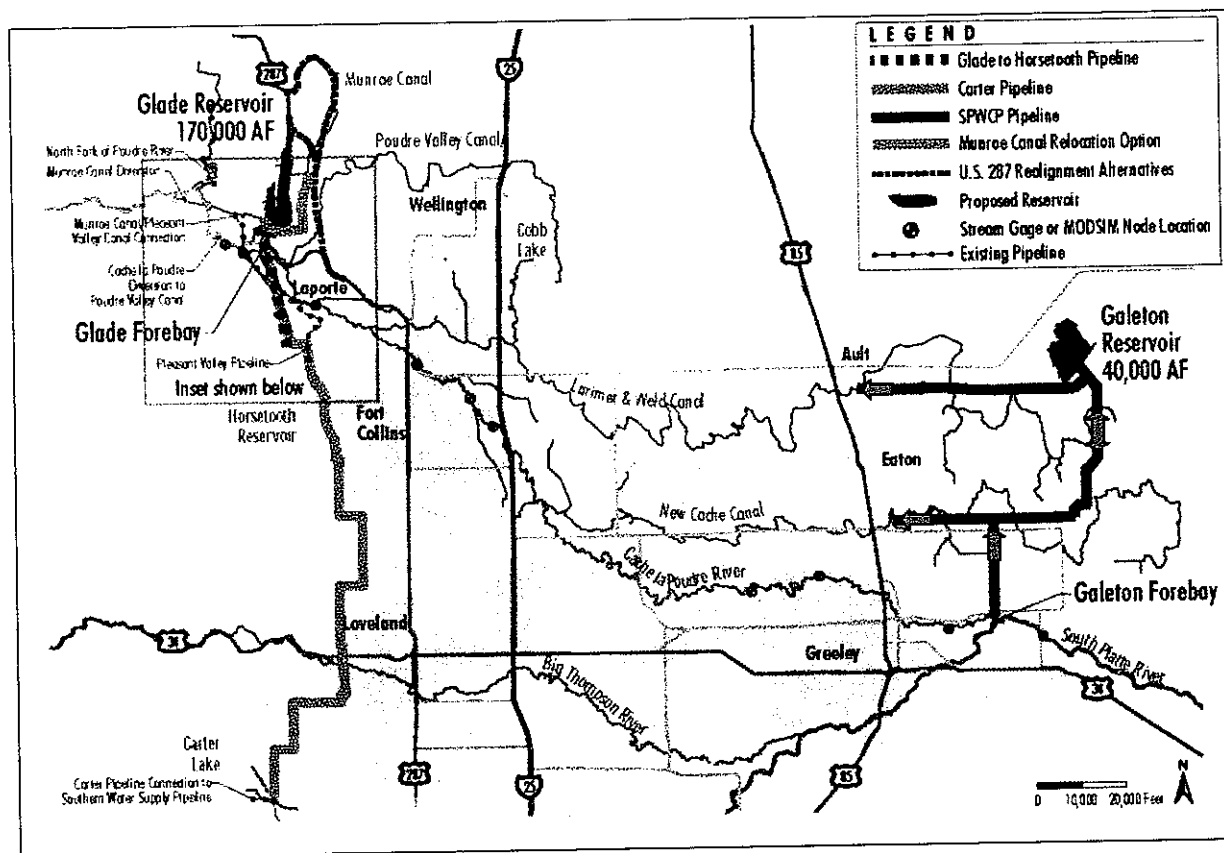 LEGEND
Glade to Horsetooth Pipeline
Carter Pipeline
SPWCP Pipeline
Munroe Canal Relocation Option
U.S. 287 Realignment Alternatives
Proposed Reservoir
Stream Gage or MODSIM Node Location
Existing Pipeline
287
25
Munroe Canal
Glade Reservoir
170,000 AF
North Fork of Poudre River
Munroe Canal Diversion
Poudre Valley Canal
Wellington
Cobb
Lake
85
Munroe Canal/Pleasant
Valley Canal Connection
Cache la Poudre
Diversion to
Poudre Valley Canal
Laporte
Glade Forebay
Pleasant Valley Pipeline
Inset shown below
Horsetooth
Reservoir
Fort
Collins
Larimer & Weld Canal
Ault
Galeton
Reservoir
40,000 AF
Eaton
New Cache Canal
Cache la Poudre River
Galeton Forebay
Loveland
34
Greeley
South Platte River
Big Thompson River
34
Carter
Lake
Carter Pipeline Connection to
Southern Water Supply Pipeline
287
25
85
N
0 10,000 20,000 Feet